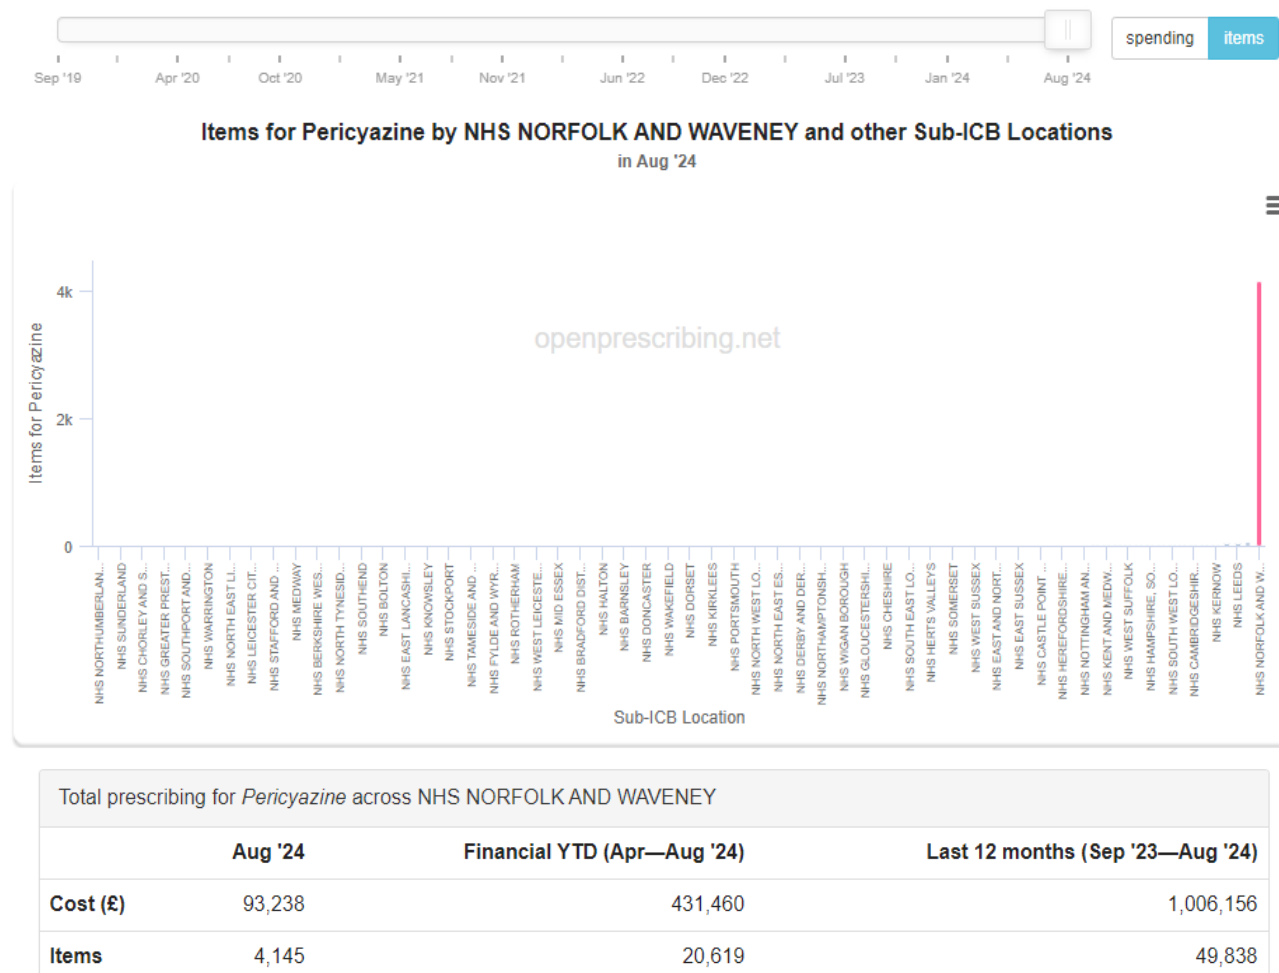 spending items
Sep '19 Apr '20 Oct '20 May '21 Nov '21 Jun '22 Dec '22 Jul '23 Jan '24 Aug '24
Items for Pericyazine by NHS NORFOLK AND WAVENEY and other Sub-ICB Locations
in Aug '24
openprescribing.net
Items for Pericyazine
4k
2k
0
NHS NORTHUMBERLAN...
NHS SUNDERLAND
NHS CHORLEY AND S...
NHS GREATER PREST...
NHS SOUTHPORT AND...
NHS WARRINGTON
NHS NORTH EAST LI...
NHS LEICESTER CIT...
NHS STAFFORD AND ...
NHS MEDWAY
NHS BERKSHIRE WES...
NHS NORTH TYNESID...
NHS SOUTHEND
NHS BOLTON
NHS EAST LANCASHI...
NHS KNOWSLEY
NHS STOCKPORT
NHS TAMESIDE AND ...
NHS FYLDE AND WYR...
NHS ROTHERHAM
NHS WEST LEICESTE...
NHS MID ESSEX
NHS BRADFORD DIST...
NHS HALTON
NHS BARNSLEY
NHS DONCASTER
NHS WAKEFIELD
NHS DORSET
NHS KIRKLEES
NHS PORTSMOUTH
NHS NORTH WEST LO...
NHS NORTH EAST ES...
NHS DERBY AND DER...
NHS NORTHAMPTONSH...
NHS WIGAN BOROUGH
NHS GLOUCESTERSHI...
NHS CHESHIRE
NHS SOUTH EAST LO...
NHS HERTS VALLEYS
NHS SOMERSET
NHS WEST SUSSEX
NHS EAST AND NORT...
NHS EAST SUSSEX
NHS CASTLE POINT ...
NHS HEREFORDSHIRE...
NHS NOTTINGHAM AN...
NHS KENT AND MEDW...
NHS WEST SUFFOLK
NHS HAMPSHIRE, SO...
NHS SOUTH WEST LO...
NHS CAMBRIDGESHIR...
NHS KERNOW
NHS LEEDS
NHS NORFOLK AND W...
Sub-ICB Location
Total prescribing for Pericyazine across NHS NORFOLK AND WAVENEY
Aug '24 Financial YTD (Apr—Aug '24) Last 12 months (Sep '23—Aug '24)
Cost (£) 93,238 431,460 1,006,156
Items 4,145 20,619 49,838